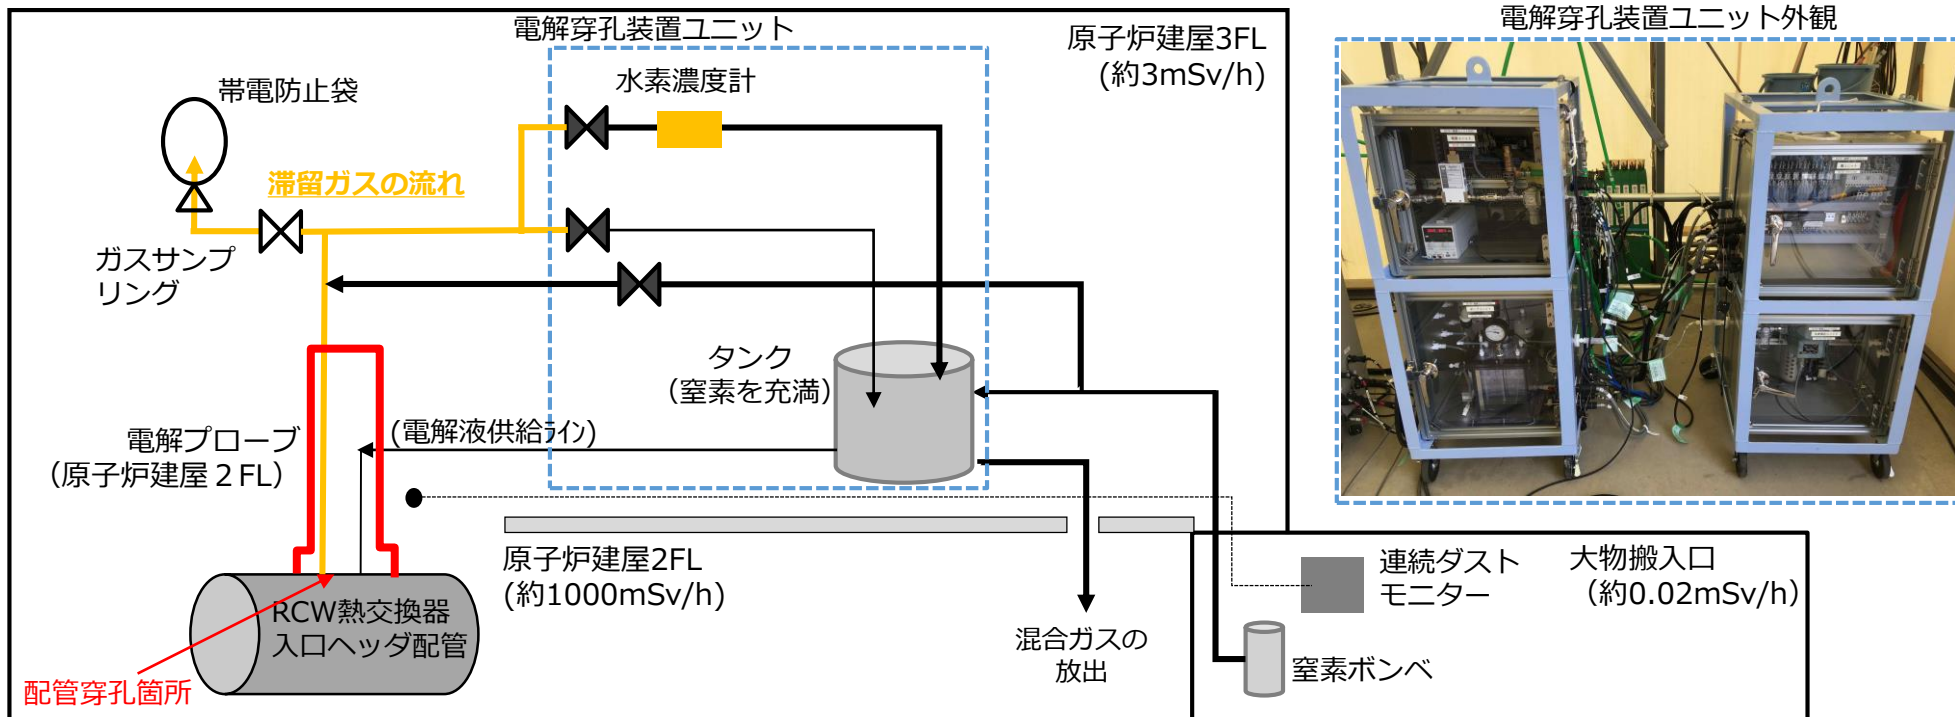 電解穿孔装置ユニット
電解穿孔装置ユニット外観
原子炉建屋3FL
(約3mSv/h)
水素濃度計
帯電防止袋
滞留ガスの流れ
ガスサンプ
リング
タンク
(窒素を充満)
(電解液供給ﾗｲﾝ)
電解プローブ
(原子炉建屋２FL)
原子炉建屋2FL
(約1000mSv/h)
連続ダスト
モニター
大物搬入口
(約0.02mSv/h)
RCW熱交換器
入口ヘッダ配管
混合ガスの
放出
窒素ボンベ
配管穿孔箇所